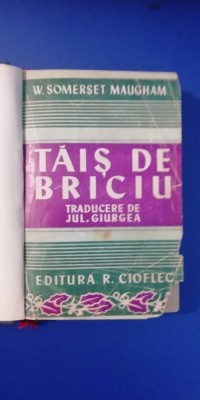 W. SOMERSET MAUGHAM
TĂIȘ DE
BRICIU
TRADUCERE DE
JUL. GIURGEA
EDITURA R. CIOFLEC